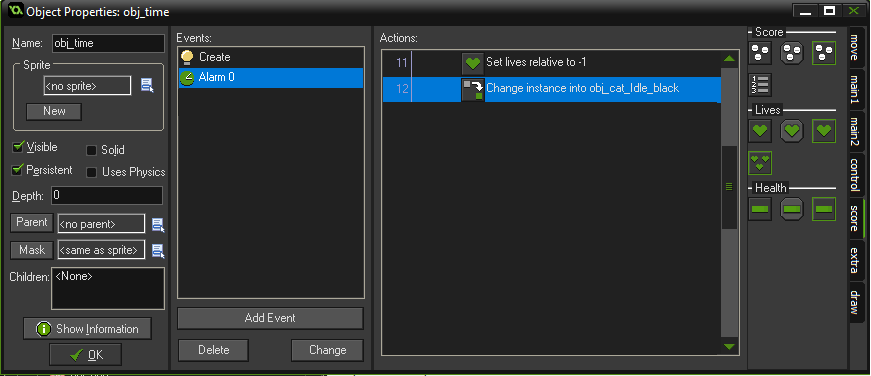 Object Properties: obj_time
Name: obj_time
Sprite
<no sprite>
New
Visible
Solid
Persistent
Uses Physics
Depth: 0
Parent <no parent>
Mask <same as sprite>
Children: <None>
Show Information
OK
Events:
Create
Alarm 0
Add Event
Delete
Change
Actions:
11 Set lives relative to -1
12 Change instance into obj_cat_Idle_black
Score
1
2
3
Lives
Health
move
main1
main2
control
score
extra
draw